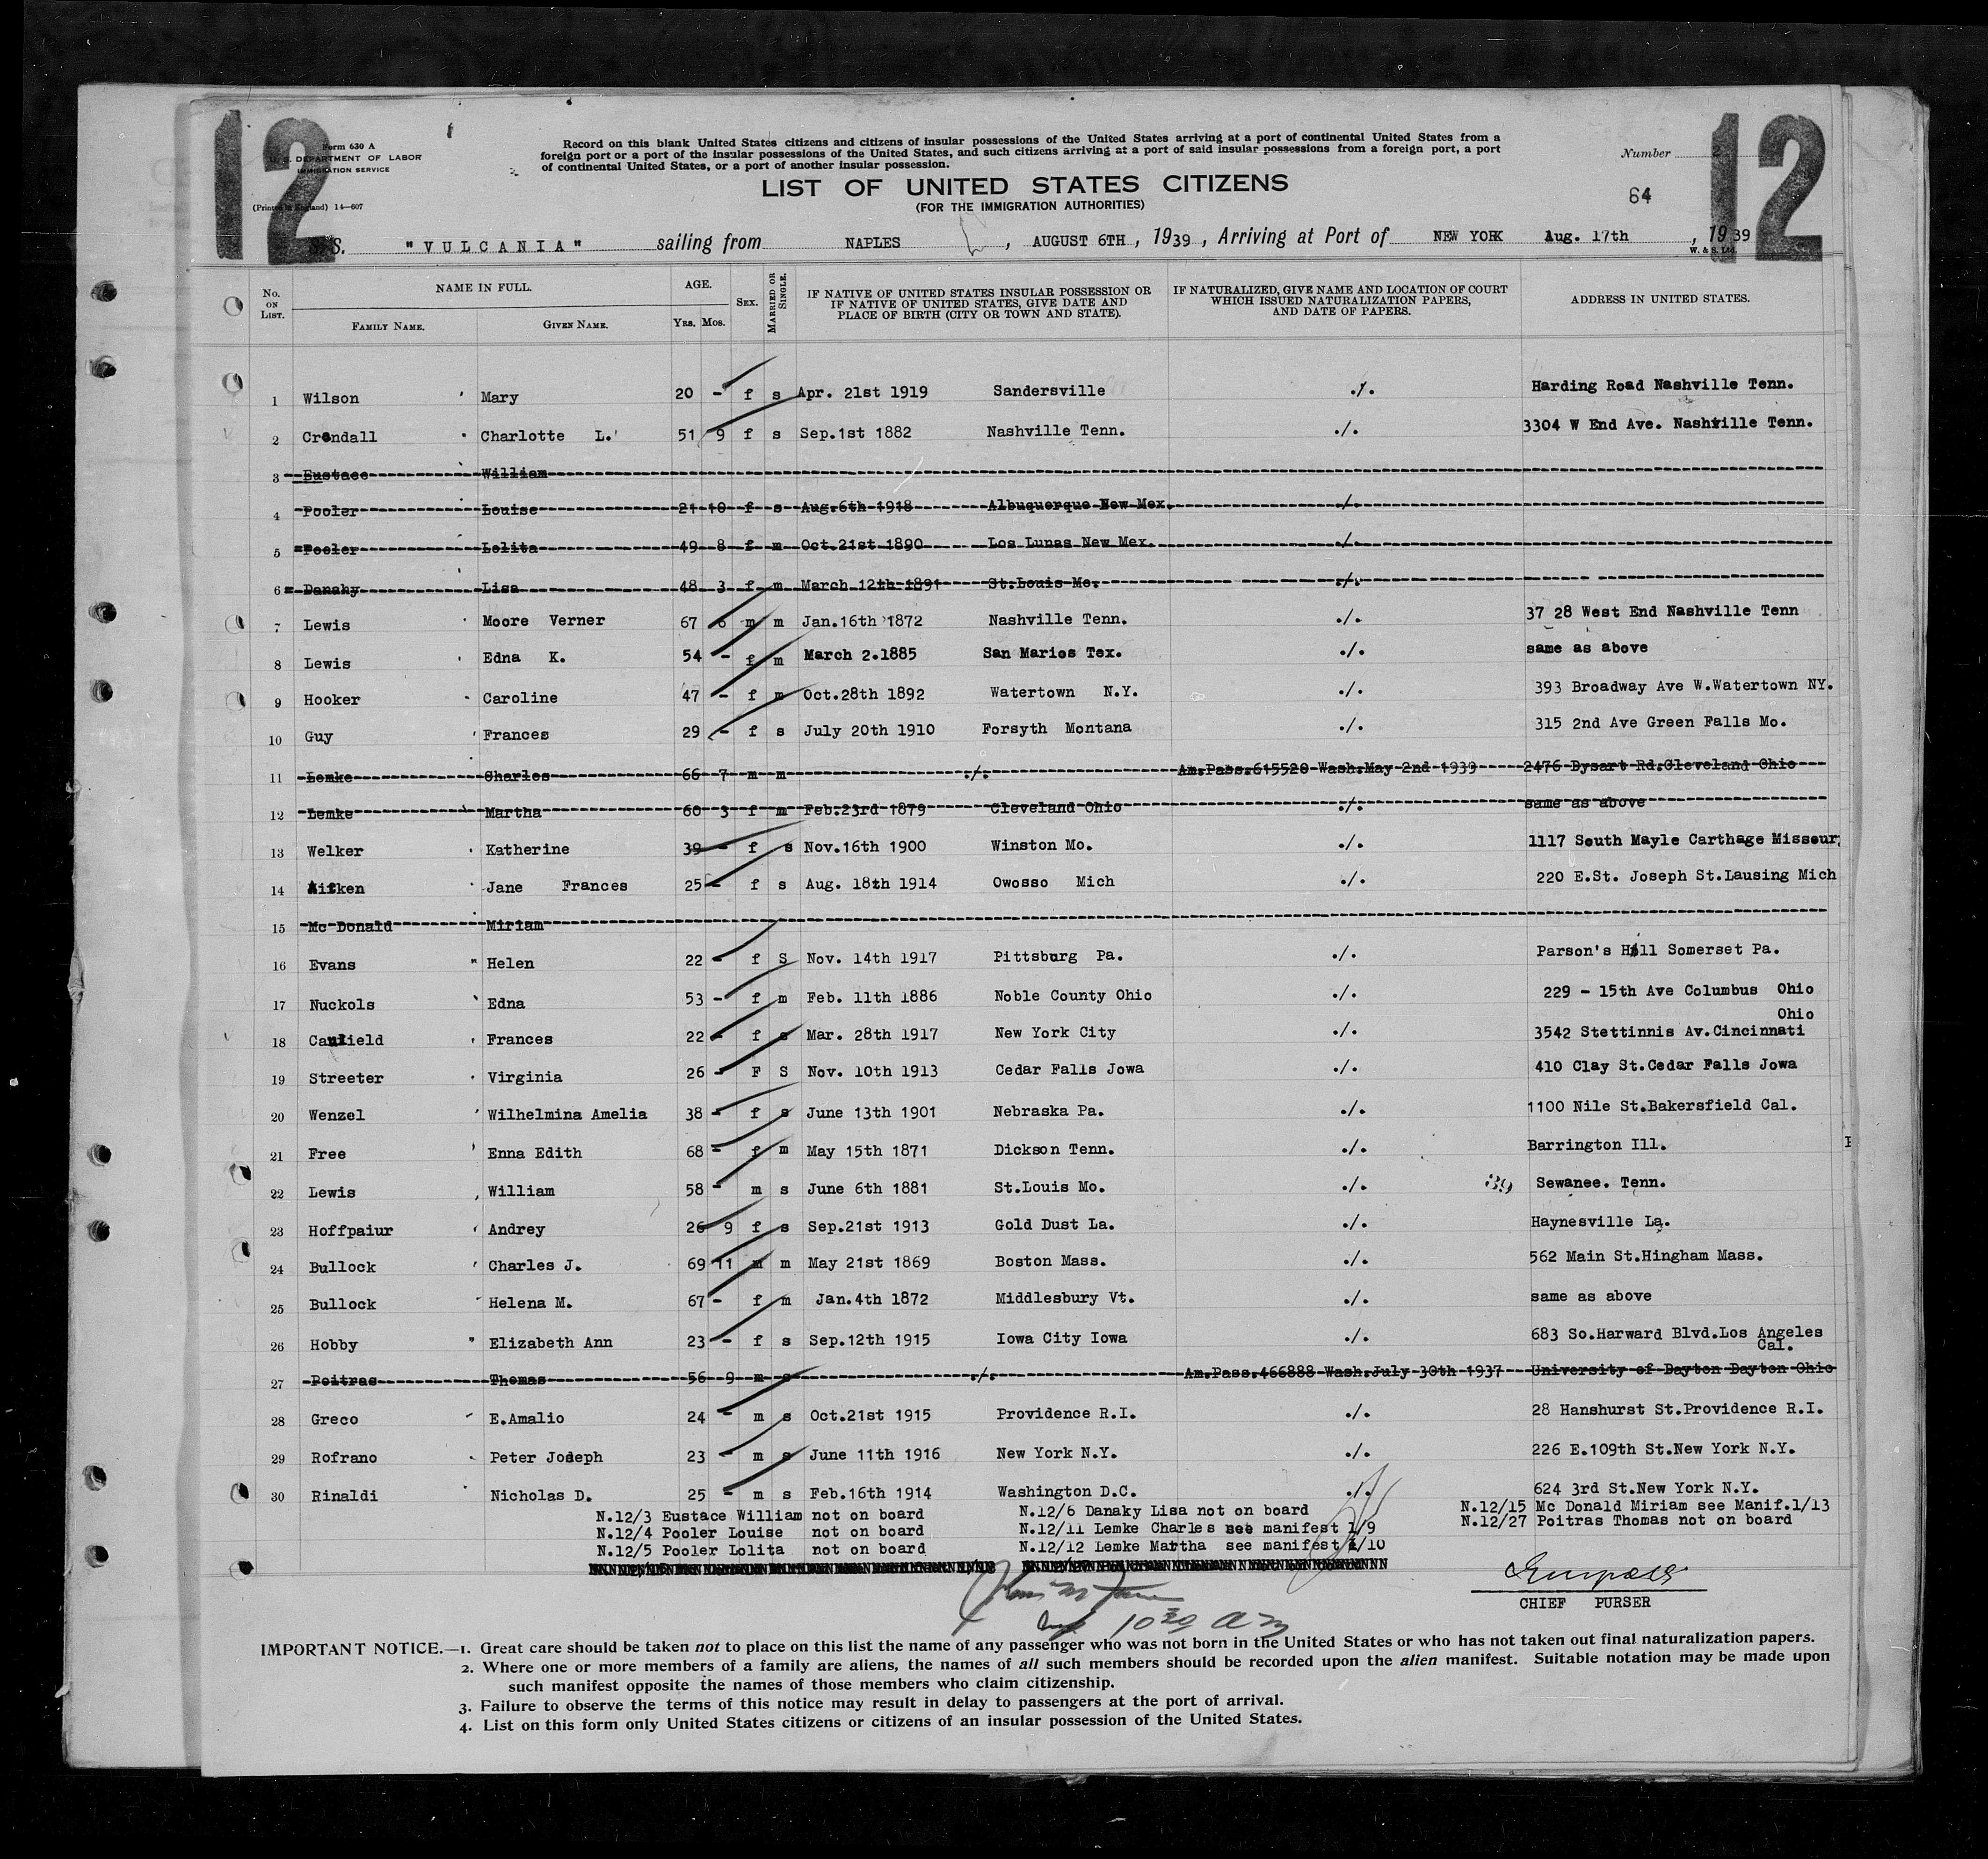 12
12
Form 630 A
U. S. DEPARTMENT OF LABOR
IMMIGRATION SERVICE
(Printed in England) 14—607
Record on this blank United States citizens and citizens of insular possessions of the United States arriving at a port of continental United States from a
foreign port or a port of the insular possessions of the United States, and such citizens arriving at a port of said insular possessions from a foreign port, a port
of continental United States, or a port of another insular possession.
Number
64
LIST OF UNITED STATES CITIZENS
(FOR THE IMMIGRATION AUTHORITIES)
S.S. "VULCANIA" sailing from NAPLES , AUGUST 6TH, 1939, Arriving at Port of NEW YORK Aug. 17th , 1939
W. & S. Ltd.
No. ON LIST. NAME IN FULL. FAMILY NAME. GIVEN NAME. AGE. YRS. MOS. SEX. MARRIED OR SINGLE. IF NATIVE OF UNITED STATES INSULAR POSSESSION OR IF NATIVE OF UNITED STATES, GIVE DATE AND PLACE OF BIRTH (CITY OR TOWN AND STATE). IF NATURALIZED, GIVE NAME AND LOCATION OF COURT WHICH ISSUED NATURALIZATION PAPERS, AND DATE OF PAPERS. ADDRESS IN UNITED STATES.
1 Wilson Mary 20 - f s Apr. 21st 1919 Sandersville ./. Harding Road Nashville Tenn.
2 Crendall Charlotte L. 51 9 f s Sep.1st 1882 Nashville Tenn. ./. 3304 W End Ave. Nashville Tenn.
3 Eustace William
4 Pooler Louise 21 10 f s Aug.6th 1918 Albuquerque New Mex. ./.
5 Pooler Lolita 49 8 f m Oct.21st 1890 Los Lunas New Mex. ./.
6 Danahy Lisa 48 3 f m March 12th 1891 St.Louis Mo. ./.
7 Lewis Moore Verner 67 6 m m Jan.16th 1872 Nashville Tenn. ./. 37 28 West End Nashville Tenn
8 Lewis Edna K. 54 - f m March 2.1885 San Marios Tex. ./. same as above
9 Hooker Caroline 47 - f m Oct.28th 1892 Watertown N.Y. ./. 393 Broadway Ave W.Watertown NY.
10 Guy Frances 29 - f s July 20th 1910 Forsyth Montana ./. 315 2nd Ave Green Falls Mo.
11 Lemke Charles 66 7 m m ./. Am.Pass.615520 Wash.May 2nd 1939 2476 Dysart Rd.Cleveland Ohio
12 Lemke Martha 60 3 f m Feb.23rd 1879 Cleveland Ohio ./. same as above
13 Welker Katherine 39 - f s Nov.16th 1900 Winston Mo. ./. 1117 South Mayle Carthage Missour
14 Aitken Jane Frances 25 - f s Aug. 18th 1914 Owosso Mich ./. 220 E.St. Joseph St.Lausing Mich
15 Mc Donald Miriam
16 Evans Helen 22 - f S Nov. 14th 1917 Pittsburg Pa. ./. Parson's Hill Somerset Pa.
17 Nuckols Edna 53 - f m Feb. 11th 1886 Noble County Ohio ./. 229 - 15th Ave Columbus Ohio
18 Caulfield Frances 22 - f s Mar. 28th 1917 New York City ./. 3542 Stettinnis Av.Cincinnati Ohio
19 Streeter Virginia 26 - F S Nov. 10th 1913 Cedar Falls Jowa ./. 410 Clay St.Cedar Falls Jowa
20 Wenzel Wilhelmina Amelia 38 - f s June 13th 1901 Nebraska Pa. ./. 1100 Nile St.Bakersfield Cal.
21 Free Enna Edith 68 - f m May 15th 1871 Dickson Tenn. ./. Barrington Ill.
22 Lewis William 58 - m s June 6th 1881 St.Louis Mo. ./. 39 Sewanee. Tenn.
23 Hoffpaiur Andrey 26 9 f s Sep.21st 1913 Gold Dust La. ./. Haynesville La.
24 Bullock Charles J. 69 11 m m May 21st 1869 Boston Mass. ./. 562 Main St.Hingham Mass.
25 Bullock Helena M. 67 - f m Jan.4th 1872 Middlesbury Vt. ./. same as above
26 Hobby Elizabeth Ann 23 - f s Sep.12th 1915 Iowa City Iowa ./. 683 So.Harward Blvd.Los Angeles Cal.
27 Poitras Thomas 56 9 m s ./. Am.Pass.466888 Wash.July 30th 1937 University of Dayton Dayton Ohio
28 Greco E.Amalio 24 - m s Oct.21st 1915 Providence R.I. ./. 28 Hanshurst St.Providence R.I.
29 Rofrano Peter Joseph 23 - m s June 11th 1916 New York N.Y. ./. 226 E.109th St.New York N.Y.
30 Rinaldi Nicholas D. 25 - m s Feb.16th 1914 Washington D.C. ./. 624 3rd St.New York N.Y.
N.12/3 Eustace William not on board N.12/6 Danaky Lisa not on board N.12/15 Mc Donald Miriam see Manif.1/13
N.12/4 Pooler Louise not on board N.12/11 Lemke Charles see manifest 1/9 N.12/27 Poitras Thomas not on board
N.12/5 Pooler Lolita not on board N.12/12 Lemke Martha see manifest 1/10
10 30 am
CHIEF PURSER
IMPORTANT NOTICE.—1. Great care should be taken not to place on this list the name of any passenger who was not born in the United States or who has not taken out final naturalization papers.
2. Where one or more members of a family are aliens, the names of all such members should be recorded upon the alien manifest. Suitable notation may be made upon
such manifest opposite the names of those members who claim citizenship.
3. Failure to observe the terms of this notice may result in delay to passengers at the port of arrival.
4. List on this form only United States citizens or citizens of an insular possession of the United States.